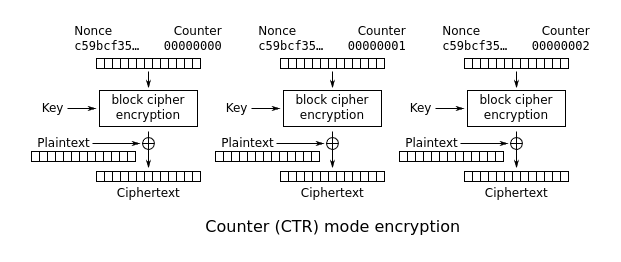 Nonce Counter Nonce Counter Nonce Counter
c59bcf35… 00000000 c59bcf35… 00000001 c59bcf35… 00000002
block cipher block cipher block cipher
Key Key Key
encryption encryption encryption
Plaintext Plaintext Plaintext
Ciphertext Ciphertext Ciphertext
Counter (CTR) mode encryption